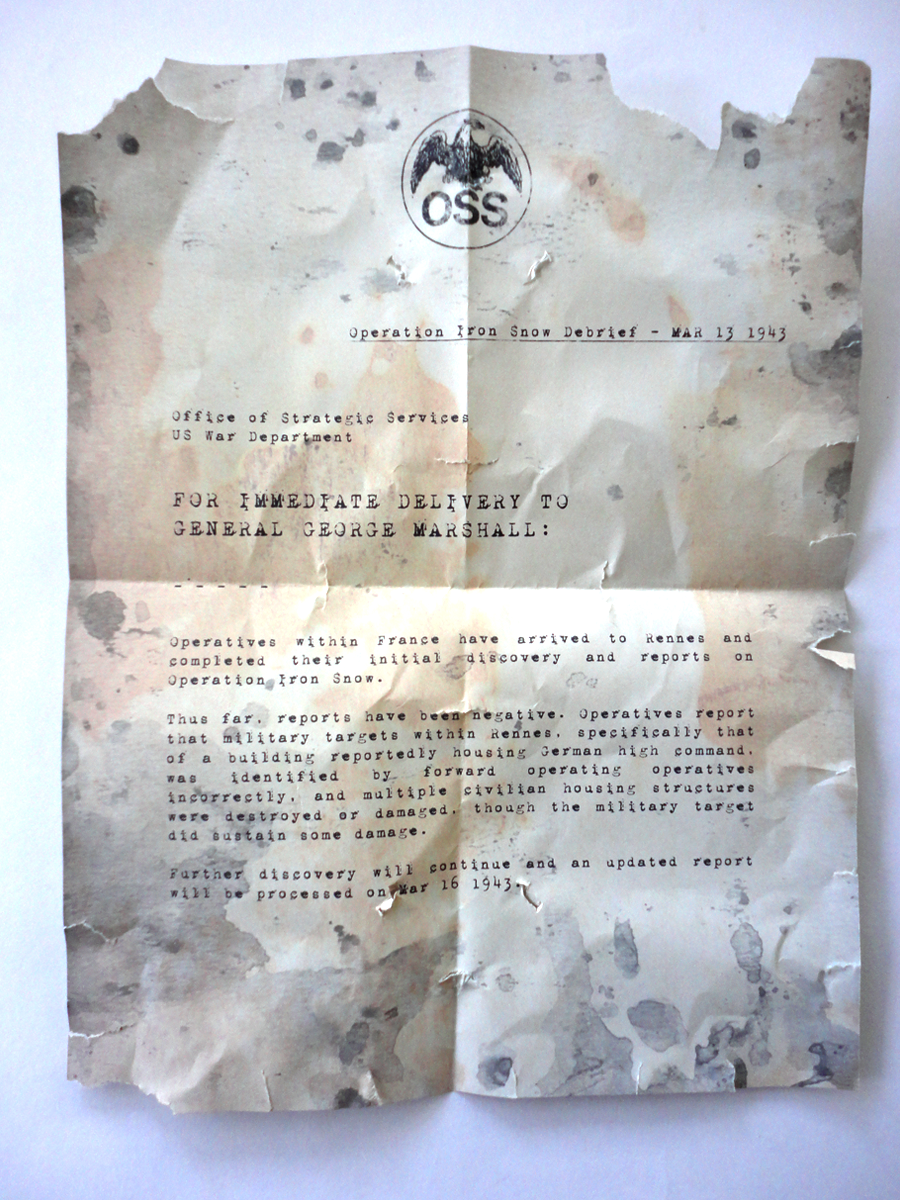 OSS
Operation Iron Snow Debrief - MAR 13 1943
Office of Strategic Services
US War Department
FOR IMMEDIATE DELIVERY TO
GENERAL GEORGE MARSHALL:
- - - - -
Operatives within France have arrived to Rennes and
completed their initial discovery and reports on
Operation Iron Snow.
Thus far, reports have been negative. Operatives report
that military targets within Rennes, specifically that
of a building reportedly housing German high command,
was identified by forward operating operatives
incorrectly, and multiple civilian housing structures
were destroyed or damaged, though the military target
did sustain some damage.
Further discovery will continue and an updated report
will be processed on Mar 16 1943.